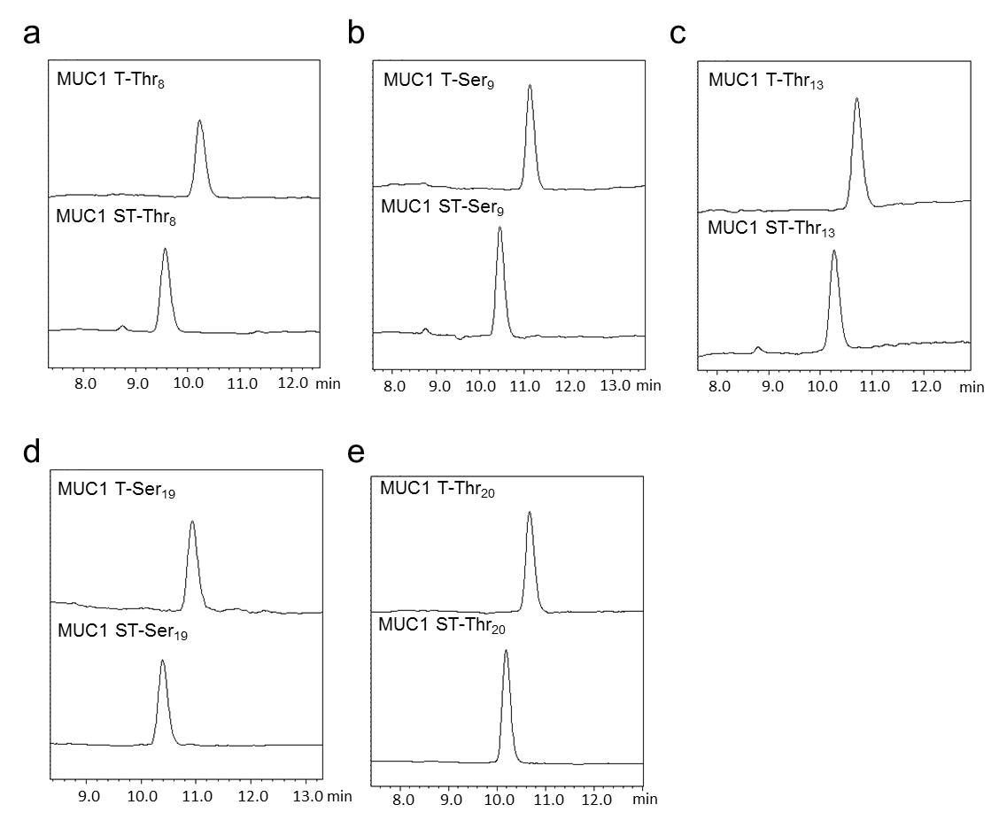 a
MUC1 T-Thr8
MUC1 ST-Thr8
8.0 9.0 10.0 11.0 12.0 min
b
MUC1 T-Ser9
MUC1 ST-Ser9
8.0 9.0 10.0 11.0 12.0 13.0 min
c
MUC1 T-Thr13
MUC1 ST-Thr13
8.0 9.0 10.0 11.0 12.0 min
d
MUC1 T-Ser19
MUC1 ST-Ser19
9.0 10.0 11.0 12.0 13.0 min
e
MUC1 T-Thr20
MUC1 ST-Thr20
8.0 9.0 10.0 11.0 12.0 min